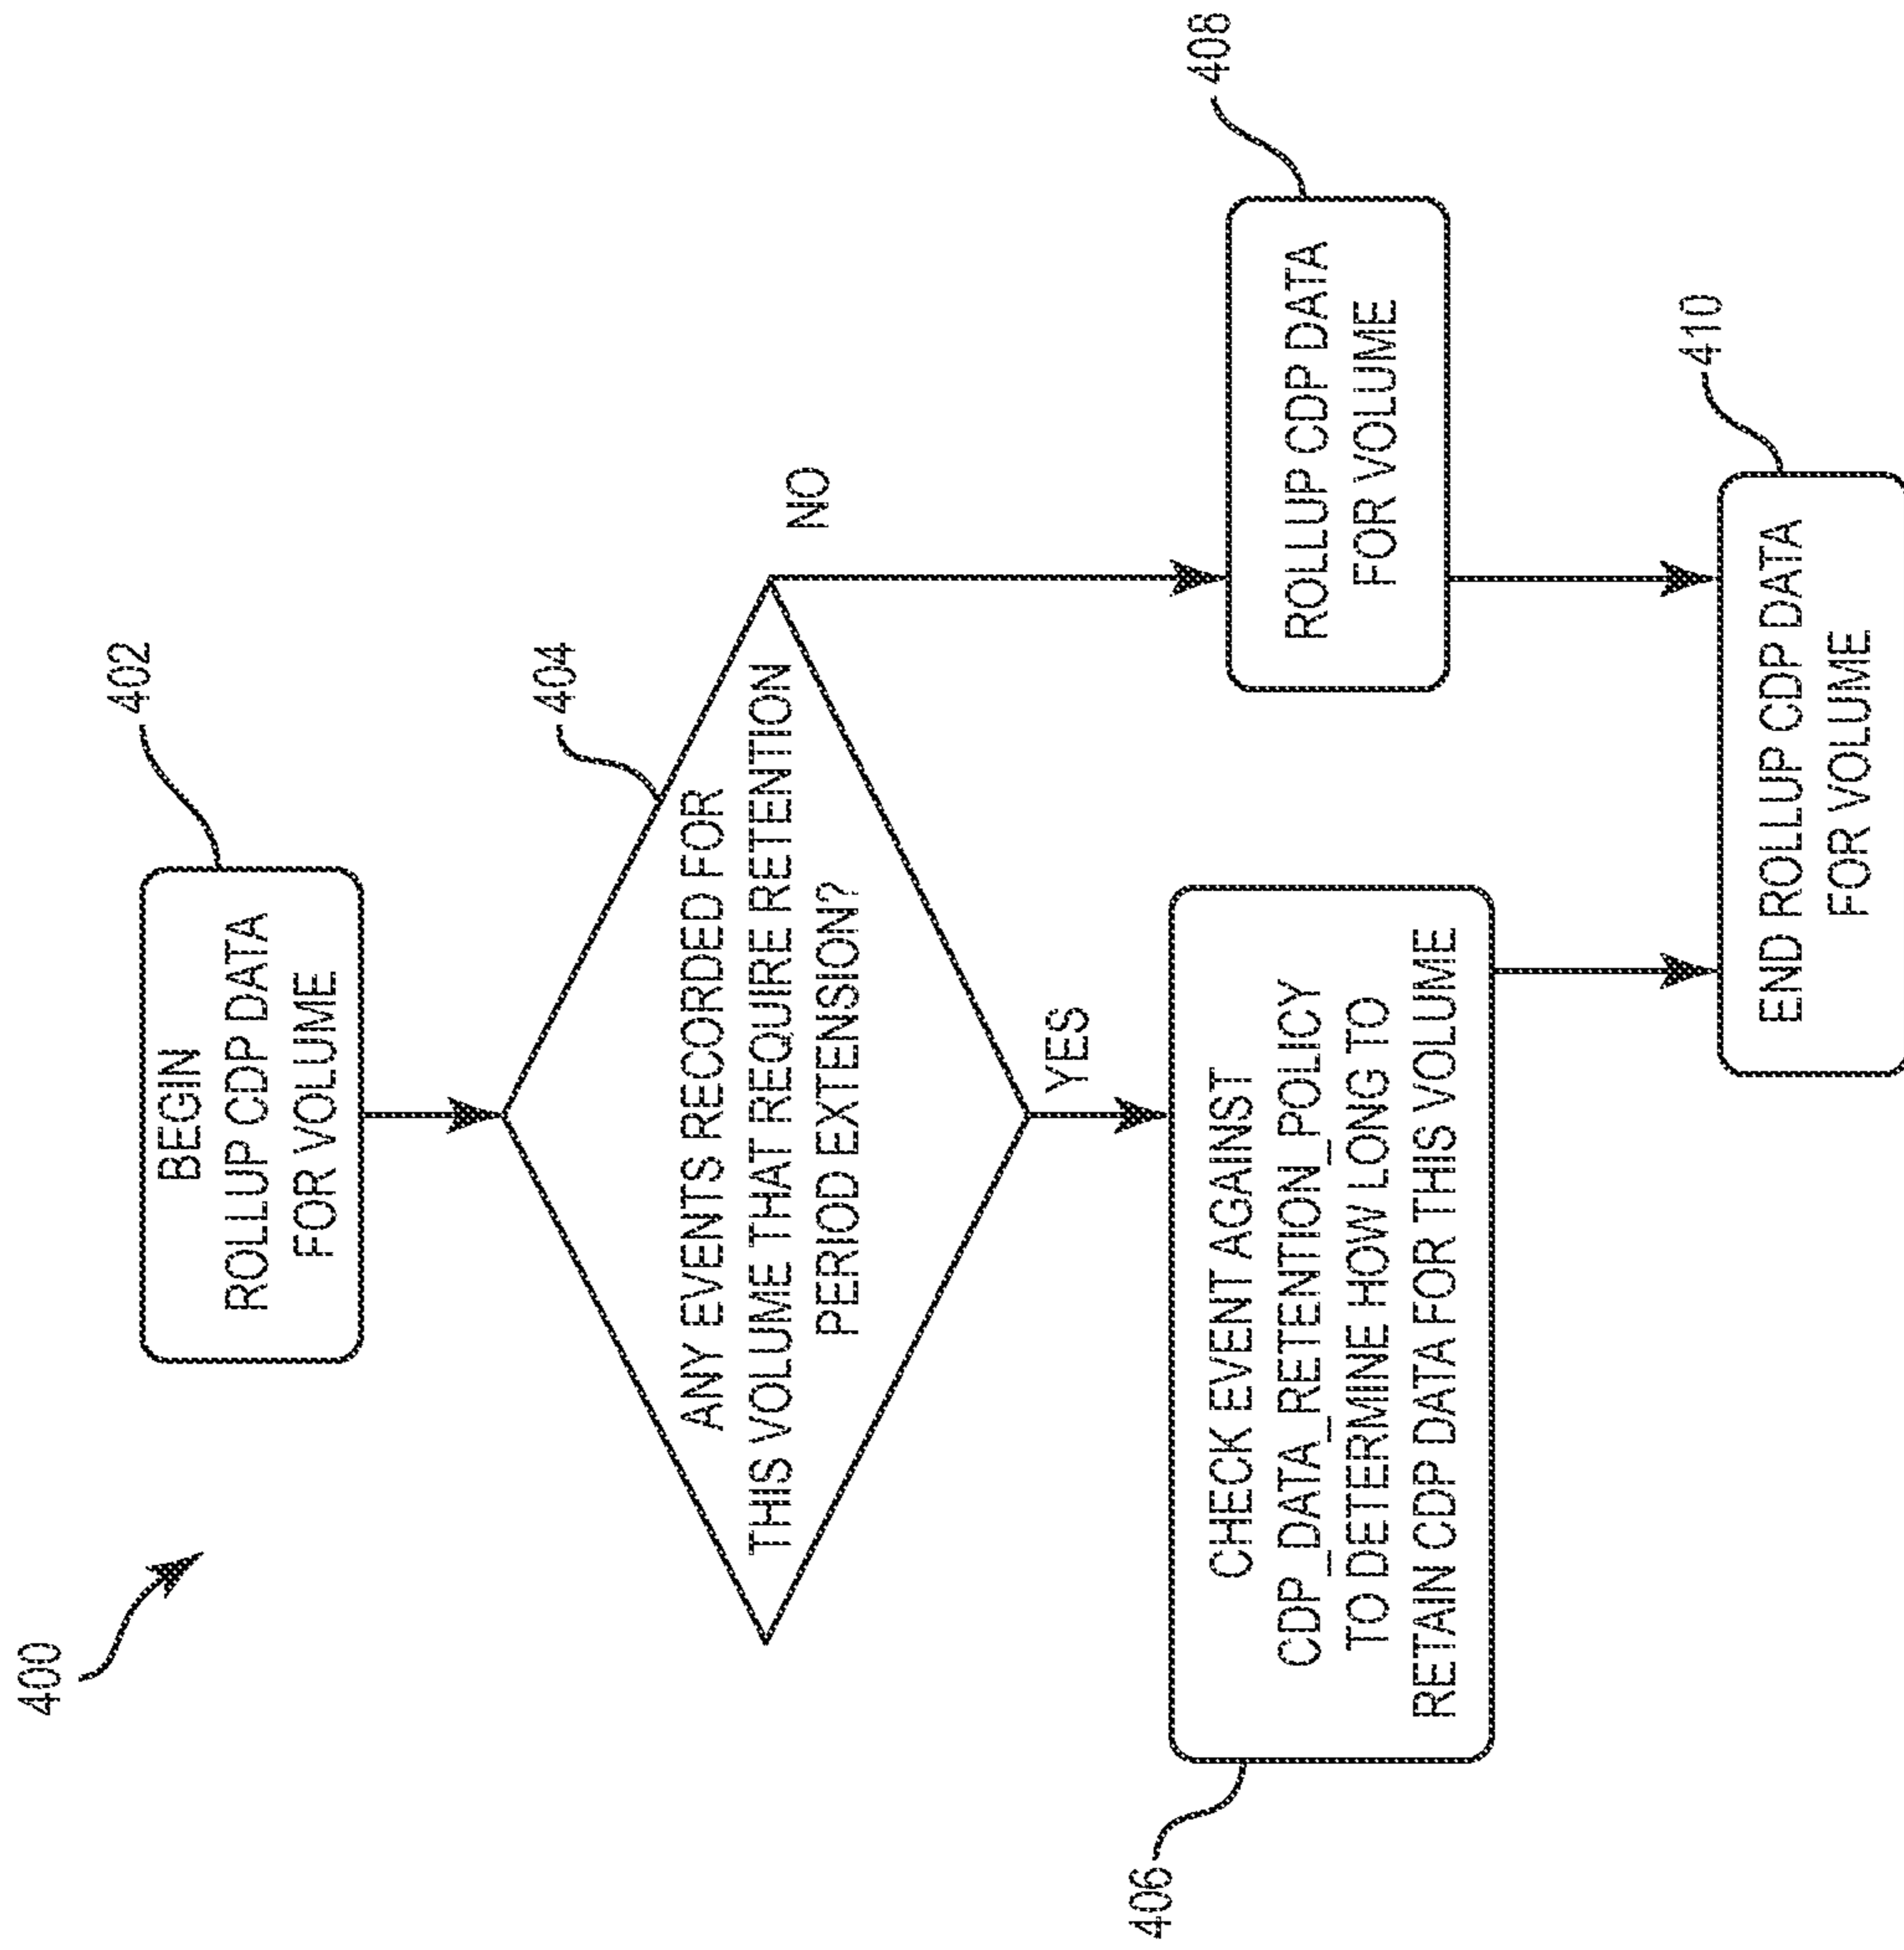 400
402
BEGIN
ROLLUP CDP DATA
FOR VOLUME
404
ANY EVENTS RECORDED FOR
THIS VOLUME THAT REQUIRE RETENTION
PERIOD EXTENSION?
NO
YES
406
CHECK EVENT AGAINST
CDP_DATA_RETENTION_POLICY
TO DETERMINE HOW LONG TO
RETAIN CDP DATA FOR THIS VOLUME
408
ROLLUP CDP DATA
FOR VOLUME
410
END ROLLUP CDP DATA
FOR VOLUME